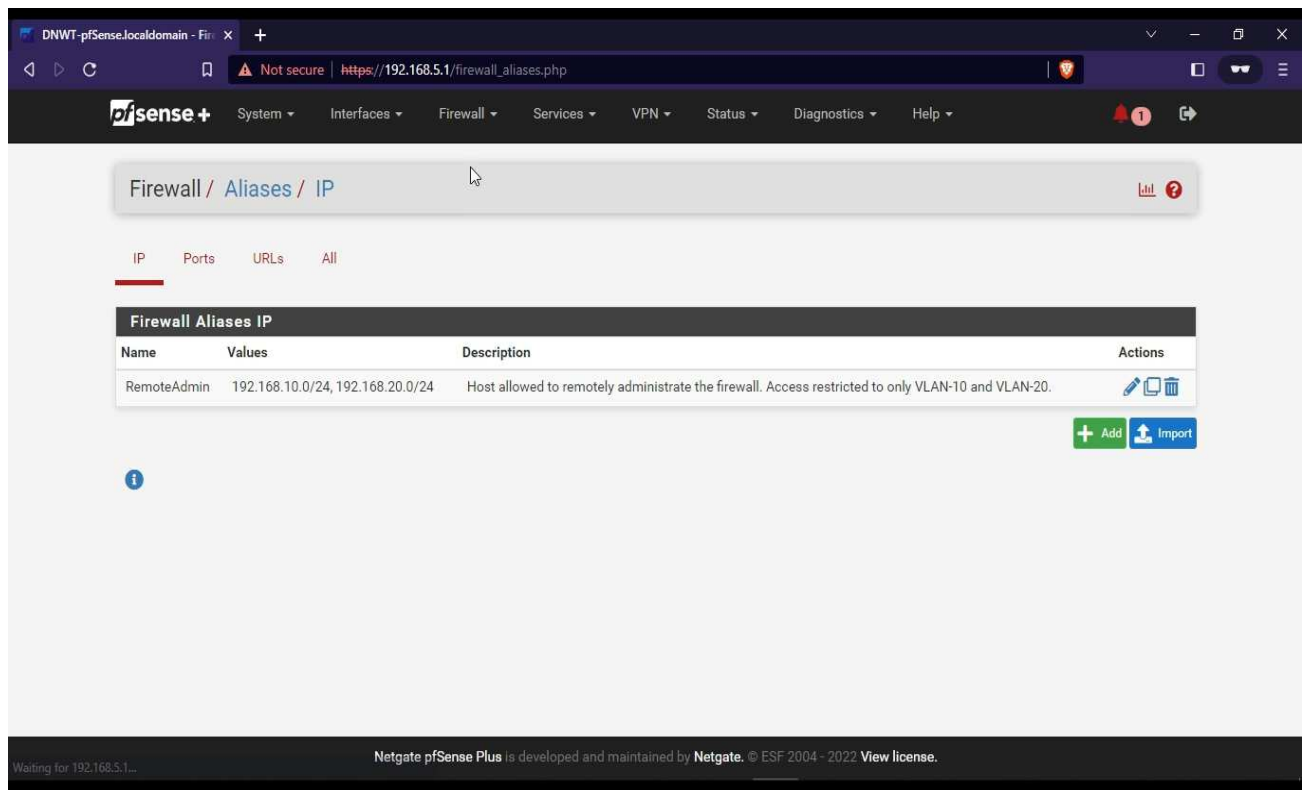 DNWT-pfSense.localdomain - Fire
Not secure | https://192.168.5.1/firewall_aliases.php
pfsense+ System Interfaces Firewall Services VPN Status Diagnostics Help 1
Firewall / Aliases / IP
IP Ports URLs All
Firewall Aliases IP
Name Values Description Actions
RemoteAdmin 192.168.10.0/24, 192.168.20.0/24 Host allowed to remotely administrate the firewall. Access restricted to only VLAN-10 and VLAN-20.
Add Import
Netgate pfSense Plus is developed and maintained by Netgate. © ESF 2004 - 2022 View license.
Waiting for 192.168.5.1...